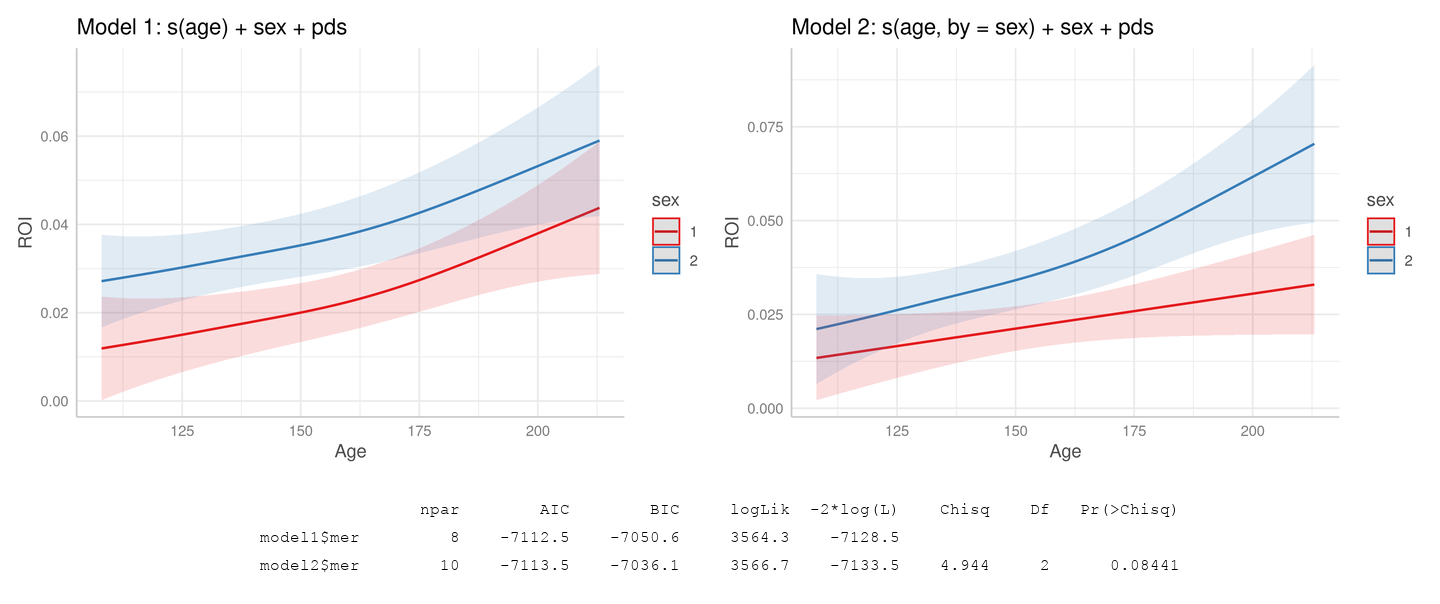 Model 1: s(age) + sex + pds
0.06
0.04
0.02
0.00
125 150 175 200
Age
ROI
sex
1
2
Model 2: s(age, by = sex) + sex + pds
0.075
0.050
0.025
0.000
125 150 175 200
Age
ROI
sex
1
2
npar AIC BIC logLik -2*log(L) Chisq Df Pr(>Chisq)
model1$mer 8 -7112.5 -7050.6 3564.3 -7128.5
model2$mer 10 -7113.5 -7036.1 3566.7 -7133.5 4.944 2 0.08441